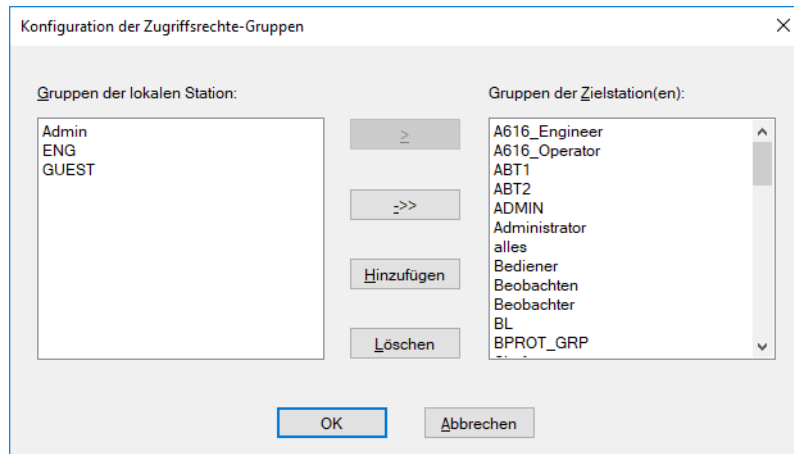 Konfiguration der Zugriffsrechte-Gruppen
Gruppen der lokalen Station:
Admin
ENG
GUEST
>
->>
Hinzufügen
Löschen
Gruppen der Zielstation(en):
A616_Engineer
A616_Operator
ABT1
ABT2
ADMIN
Administrator
alles
Bediener
Beobachten
Beobachter
BL
BPROT_GRP
OK
Abbrechen